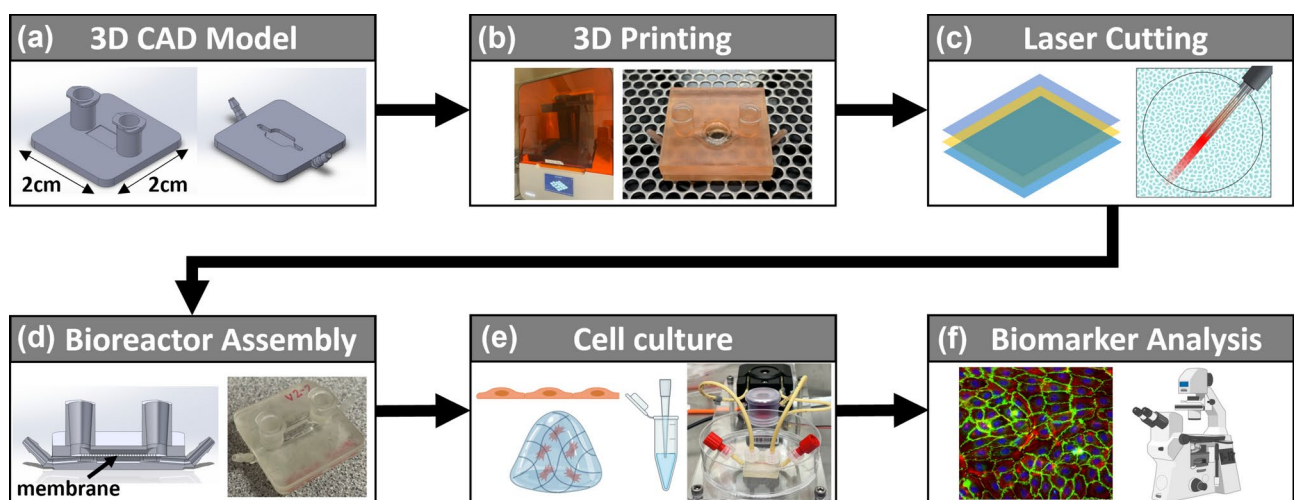 (a) 3D CAD Model
2cm
2cm
(b) 3D Printing
(c) Laser Cutting
(d) Bioreactor Assembly
membrane
V2-2
(e) Cell culture
(f) Biomarker Analysis